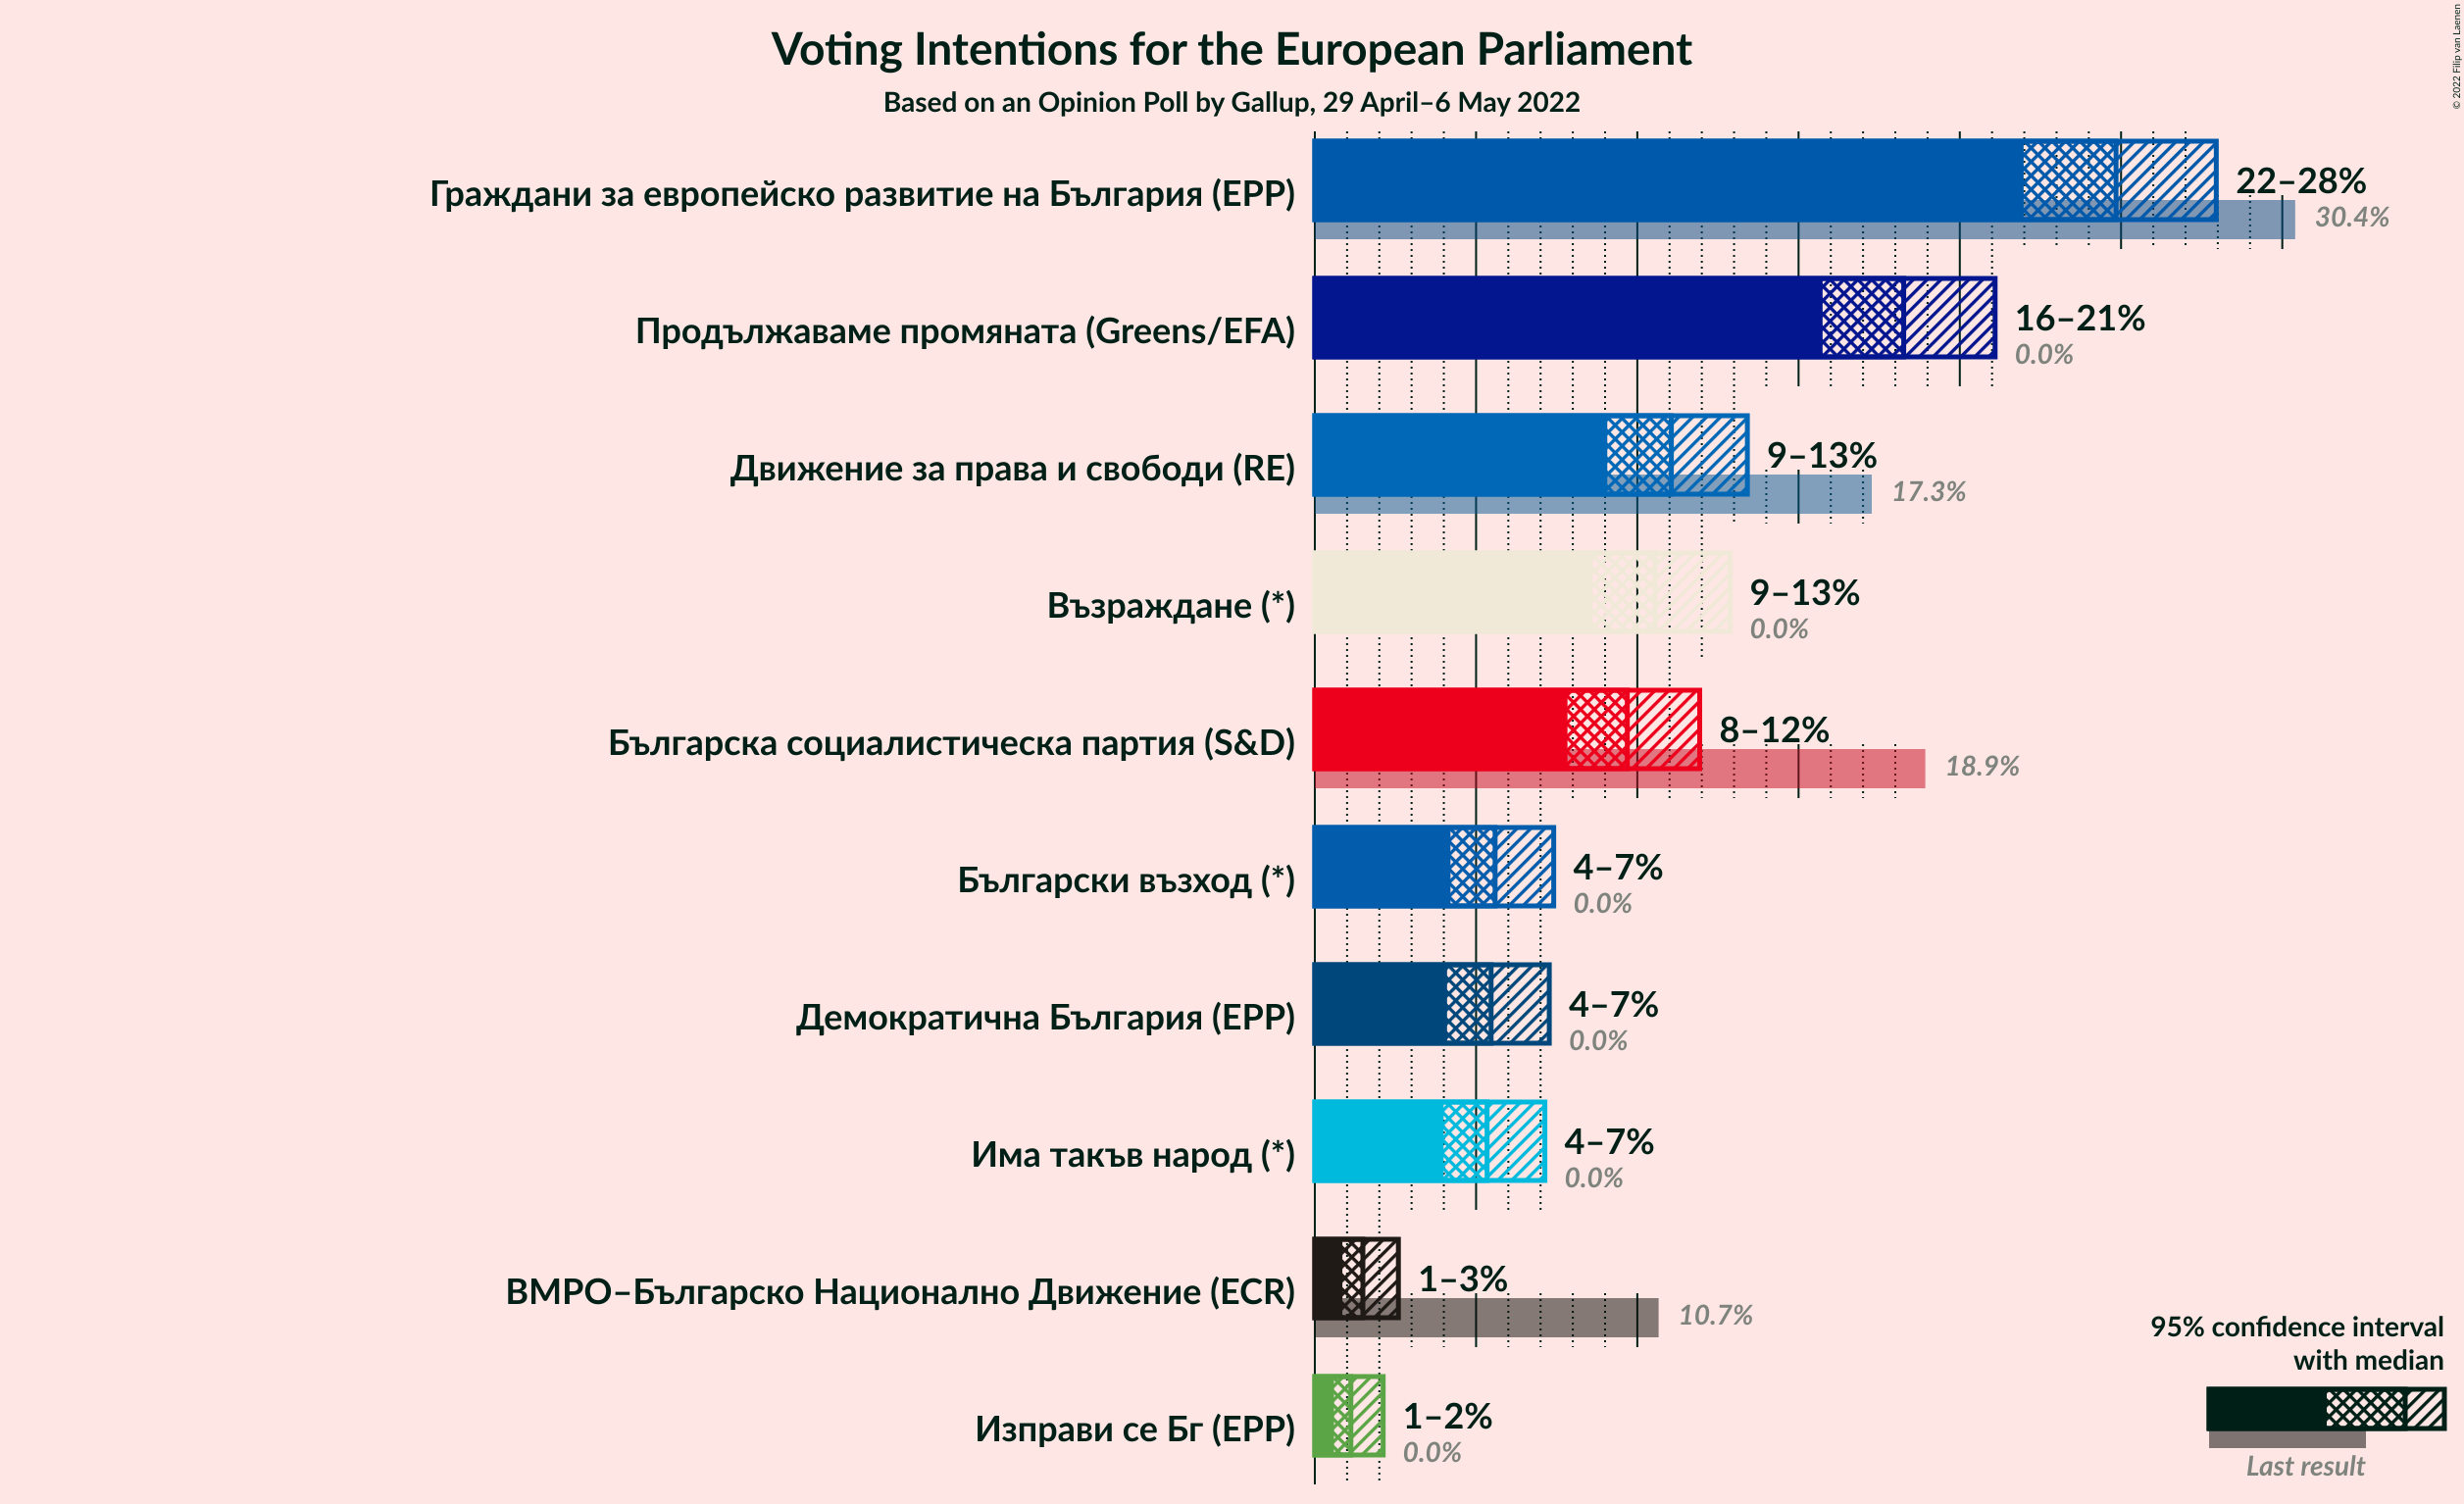 © 2022 Filip van Laenen
Voting Intentions for the European Parliament
Based on an Opinion Poll by Gallup, 29 April–6 May 2022
Граждани за европейско развитие на България (EPP)
22–28%
30.4%
Продължаваме промяната (Greens/EFA)
16–21%
0.0%
Движение за права и свободи (RE)
9–13%
17.3%
Възраждане (*)
9–13%
0.0%
Българска социалистическа партия (S&D)
8–12%
18.9%
Български възход (*)
4–7%
0.0%
Демократична България (EPP)
4–7%
0.0%
Има такъв народ (*)
4–7%
0.0%
ВМРО–Българско Национално Движение (ECR)
1–3%
10.7%
Изправи се Бг (EPP)
1–2%
0.0%
95% confidence interval
with median
Last result